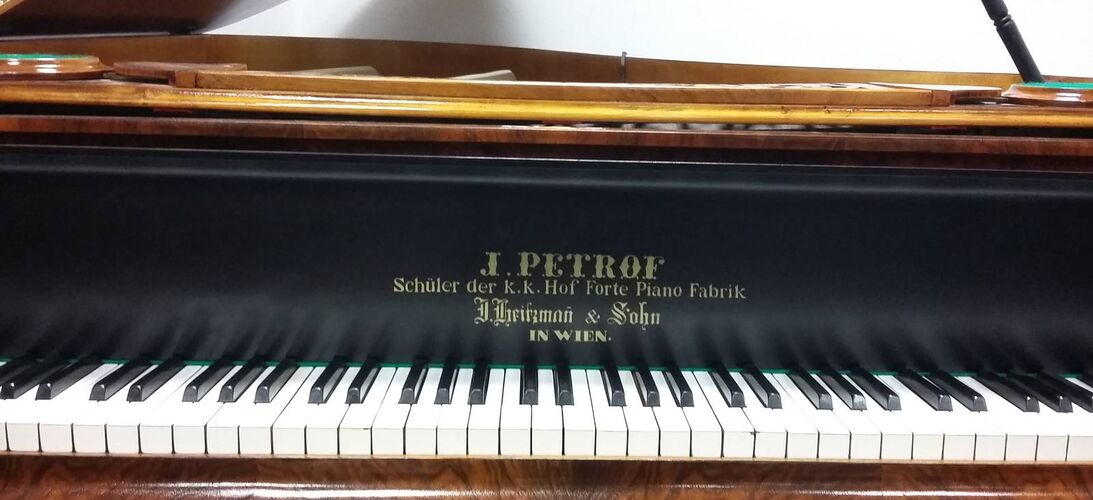 J. PETROF
Schüler der k.k. Hof Forte Piano Fabrik
J. Heitzman̄ & Sohn
IN WIEN.